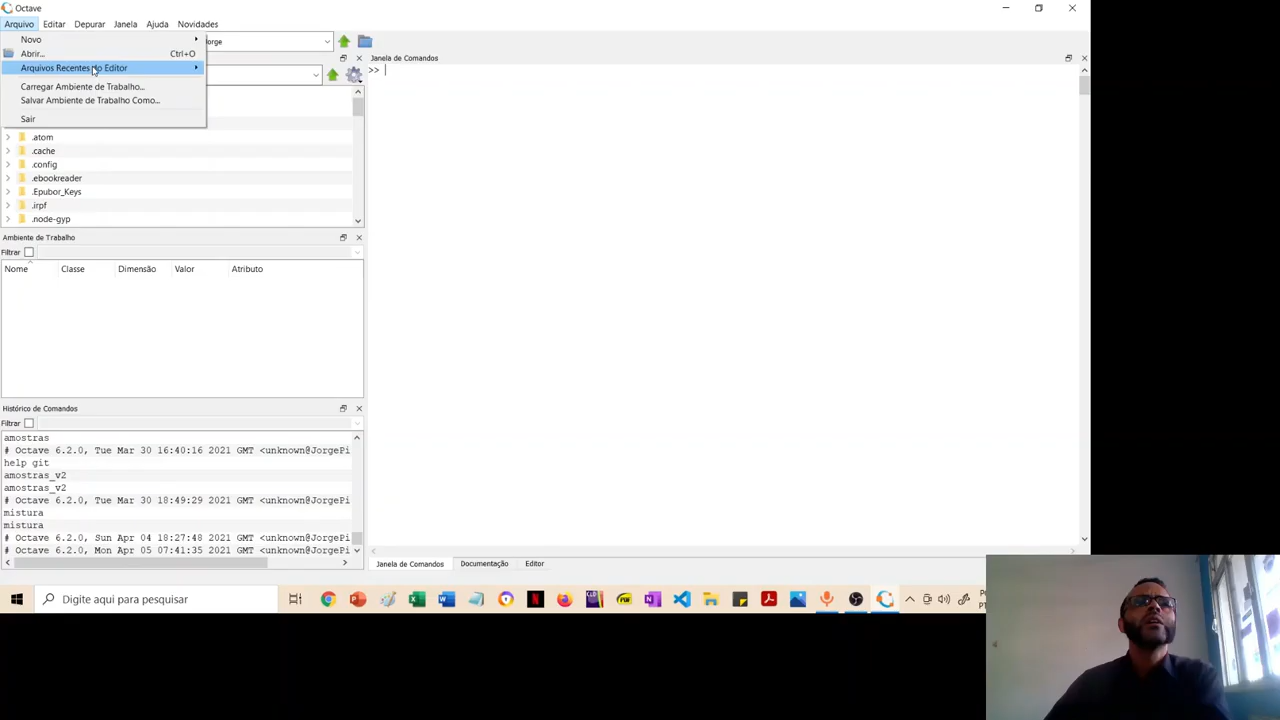 Octave
Arquivo Editar Depurar Janela Ajuda Novidades
Novo
Abrir... Ctrl+O
Arquivos Recentes do Editor
Carregar Ambiente de Trabalho...
Salvar Ambiente de Trabalho Como...
Sair
.atom
.cache
.config
.ebookreader
.Epubor_Keys
.irpf
.node-gyp
Ambiente de Trabalho
Filtrar
Nome Classe Dimensão Valor Atributo
Histórico de Comandos
Filtrar
amostras
# Octave 6.2.0, Tue Mar 30 16:40:16 2021 GMT <unknown@JorgePi
help git
amostras_v2
amostras_v2
# Octave 6.2.0, Tue Mar 30 18:49:29 2021 GMT <unknown@JorgePi
mistura
mistura
# Octave 6.2.0, Sun Apr 04 18:27:48 2021 GMT <unknown@JorgePi
# Octave 6.2.0, Mon Apr 05 07:41:35 2021 GMT <unknown@JorgePi
Janela de Comandos
>>
Janela de Comandos Documentação Editor
Digite aqui para pesquisar